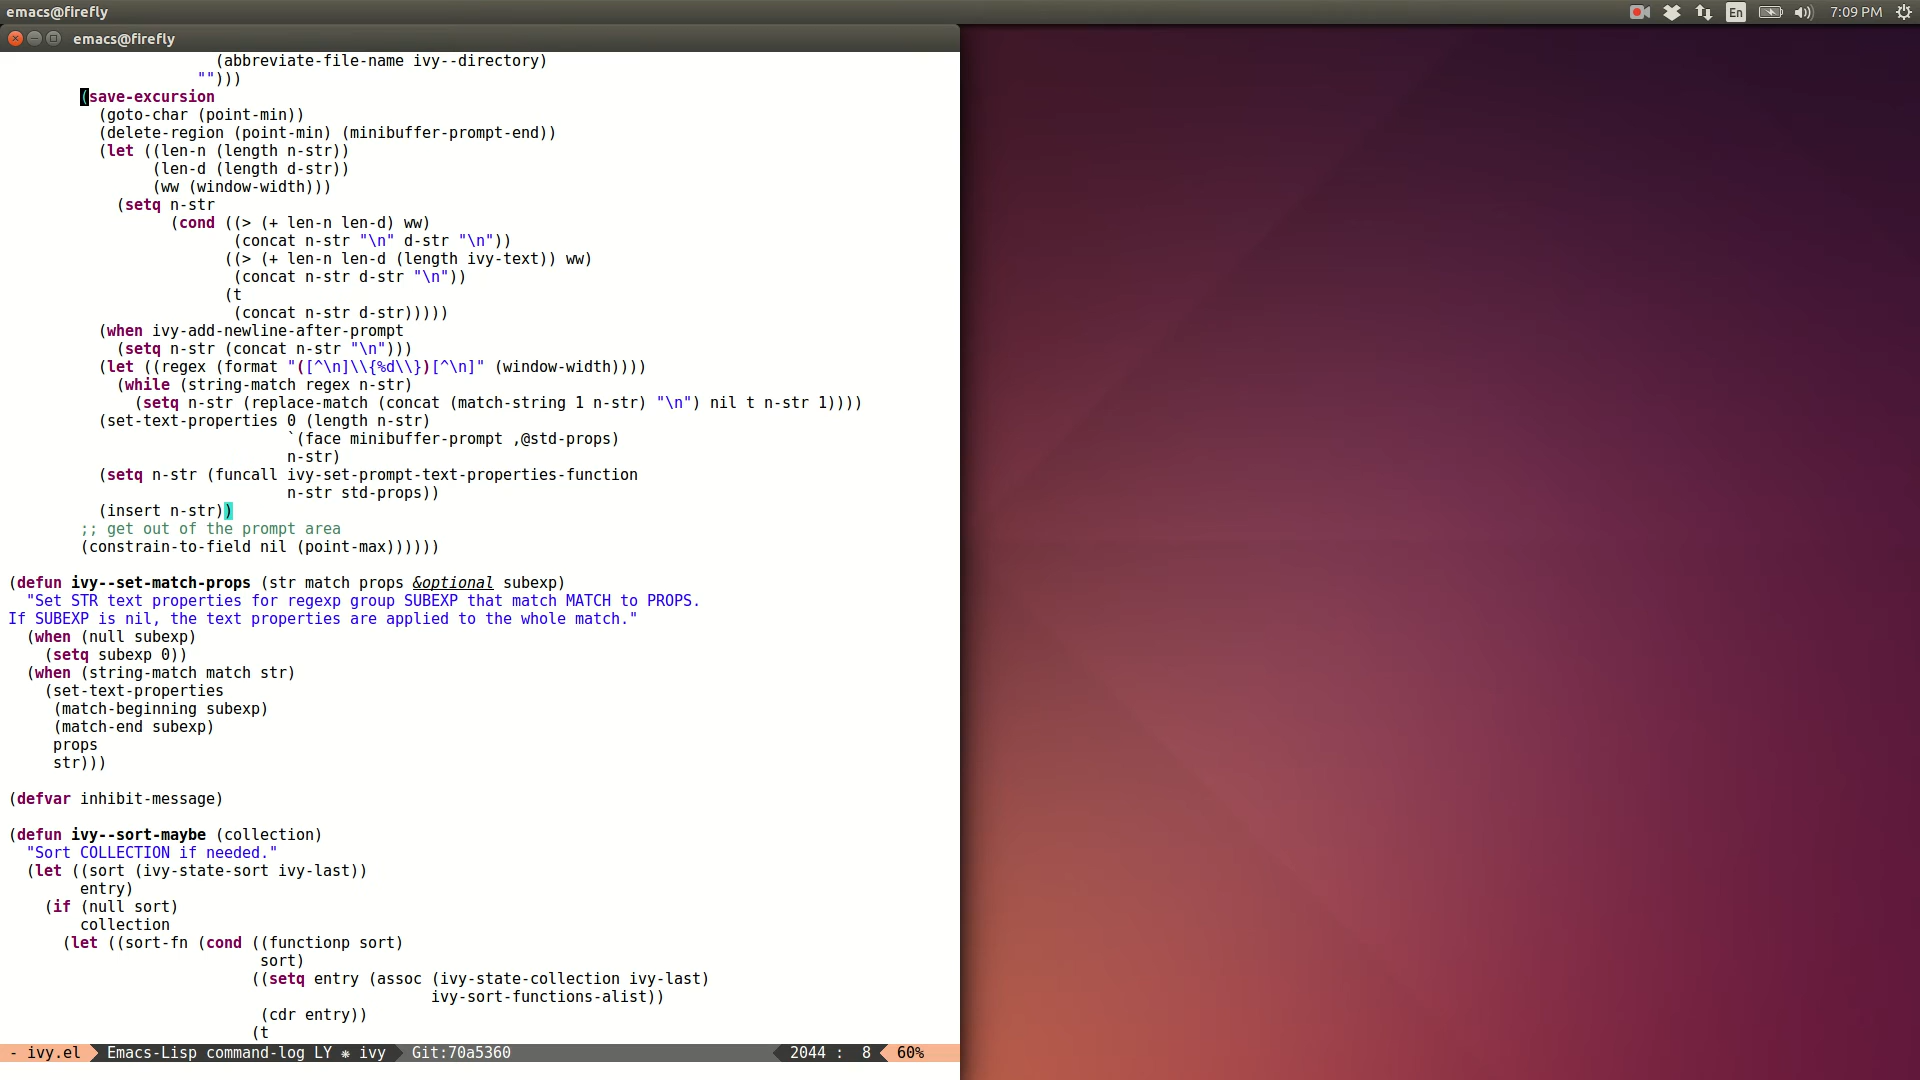 emacs@firefly
En
7:09 PM
emacs@firefly
(abbreviate-file-name ivy--directory)
"")))
(save-excursion
(goto-char (point-min))
(delete-region (point-min) (minibuffer-prompt-end))
(let ((len-n (length n-str))
(len-d (length d-str))
(ww (window-width)))
(setq n-str
(cond ((> (+ len-n len-d) ww)
(concat n-str "\n" d-str "\n"))
((> (+ len-n len-d (length ivy-text)) ww)
(concat n-str d-str "\n"))
(t
(concat n-str d-str)))))
(when ivy-add-newline-after-prompt
(setq n-str (concat n-str "\n")))
(let ((regex (format "([^\n]\\{%d\\})[^\n]" (window-width))))
(while (string-match regex n-str)
(setq n-str (replace-match (concat (match-string 1 n-str) "\n") nil t n-str 1))))
(set-text-properties 0 (length n-str)
`(face minibuffer-prompt ,@std-props)
n-str)
(setq n-str (funcall ivy-set-prompt-text-properties-function
n-str std-props))
(insert n-str))
;; get out of the prompt area
(constrain-to-field nil (point-max))))))
(defun ivy--set-match-props (str match props &optional subexp)
"Set STR text properties for regexp group SUBEXP that match MATCH to PROPS.
If SUBEXP is nil, the text properties are applied to the whole match."
(when (null subexp)
(setq subexp 0))
(when (string-match match str)
(set-text-properties
(match-beginning subexp)
(match-end subexp)
props
str)))
(defvar inhibit-message)
(defun ivy--sort-maybe (collection)
"Sort COLLECTION if needed."
(let ((sort (ivy-state-sort ivy-last))
entry)
(if (null sort)
collection
(let ((sort-fn (cond ((functionp sort)
sort)
((setq entry (assoc (ivy-state-collection ivy-last)
ivy-sort-functions-alist))
(cdr entry))
(t
- ivy.el Emacs-Lisp command-log LY ❋ ivy Git:70a5360 2044 : 8 60%